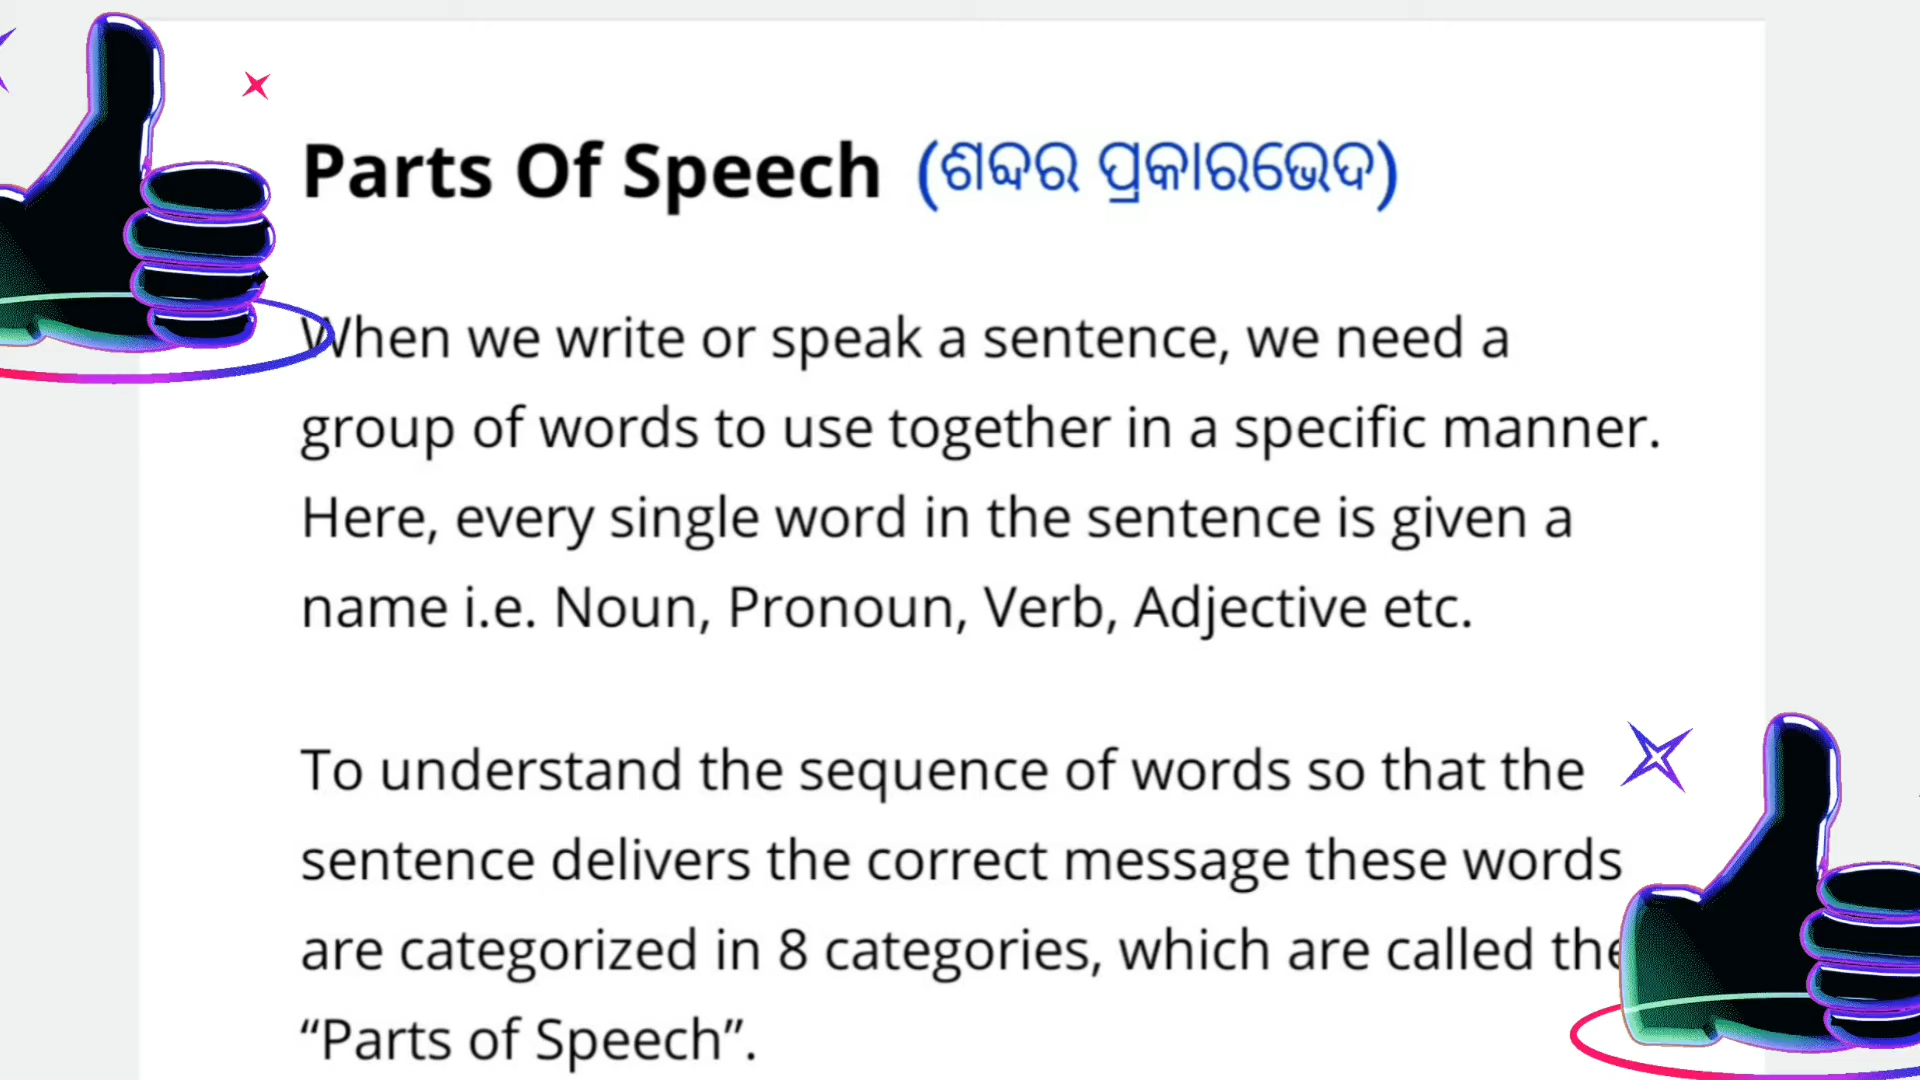 Parts Of Speech (ଶବ୍ଦର ପ୍ରକାରଭେଦ)
When we write or speak a sentence, we need a
group of words to use together in a specific manner.
Here, every single word in the sentence is given a
name i.e. Noun, Pronoun, Verb, Adjective etc.
To understand the sequence of words so that the
sentence delivers the correct message these words
are categorized in 8 categories, which are called the
“Parts of Speech”.